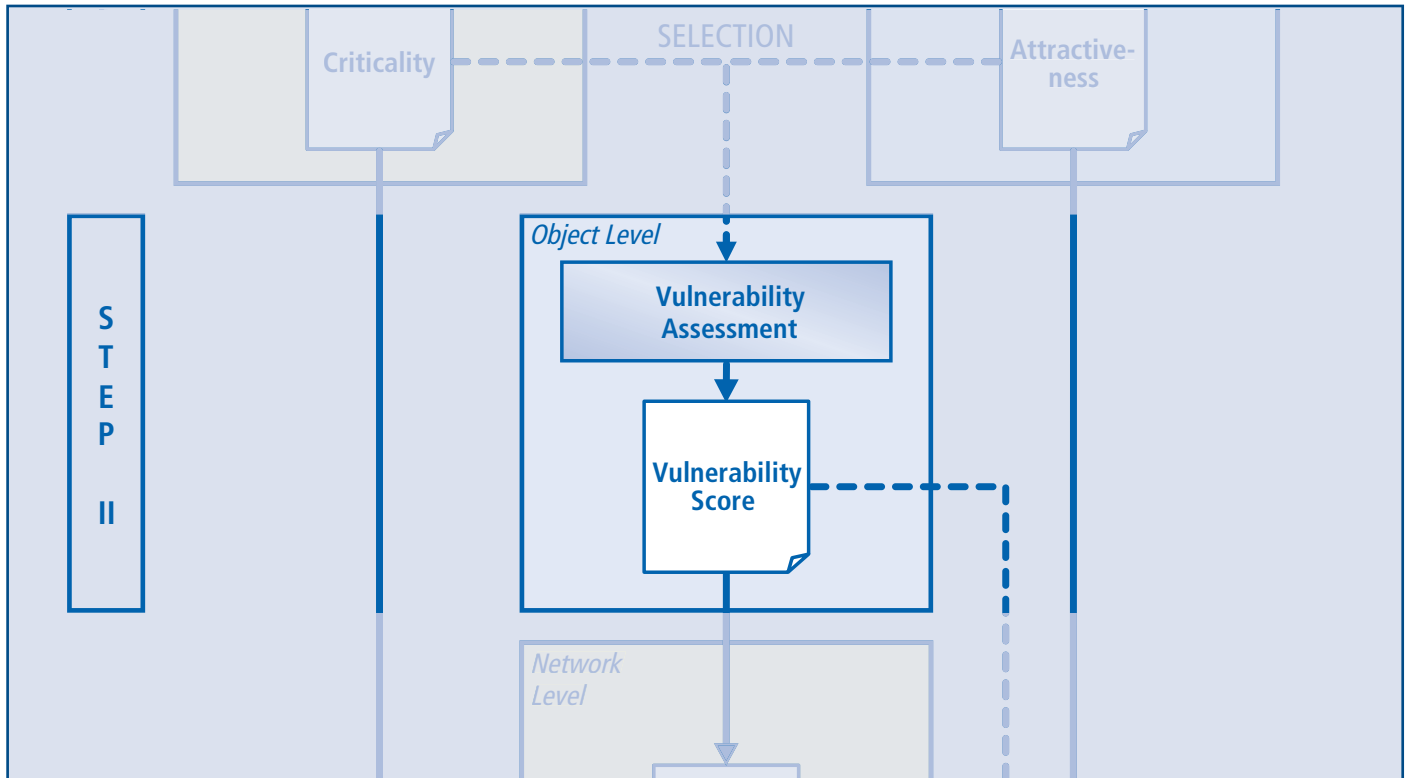 SELECTION
Criticality
Attractive-
ness
Object Level
Vulnerability
Assessment
S
T
E
P
II
Vulnerability
Score
Network
Level